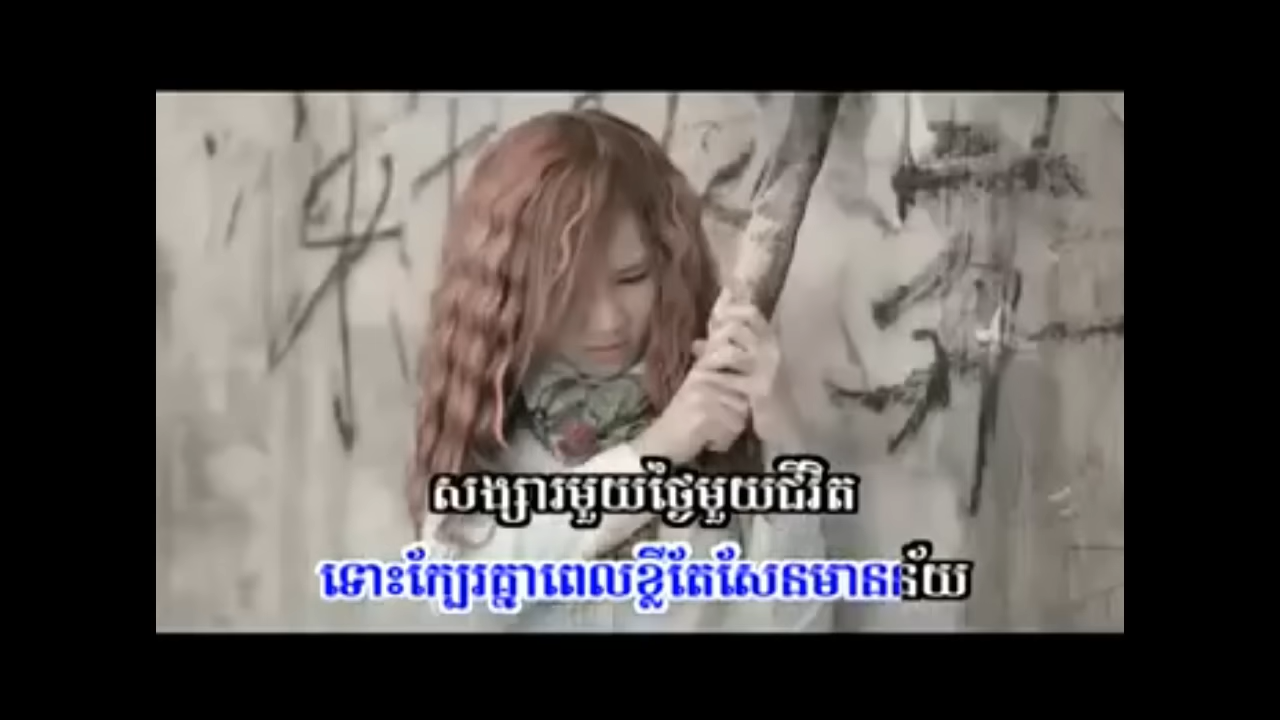 សង្សារមួយថ្ងៃមួយជីវិត
ទោះក្បែរគ្នាពេលខ្លីតែសែនមានន័យ